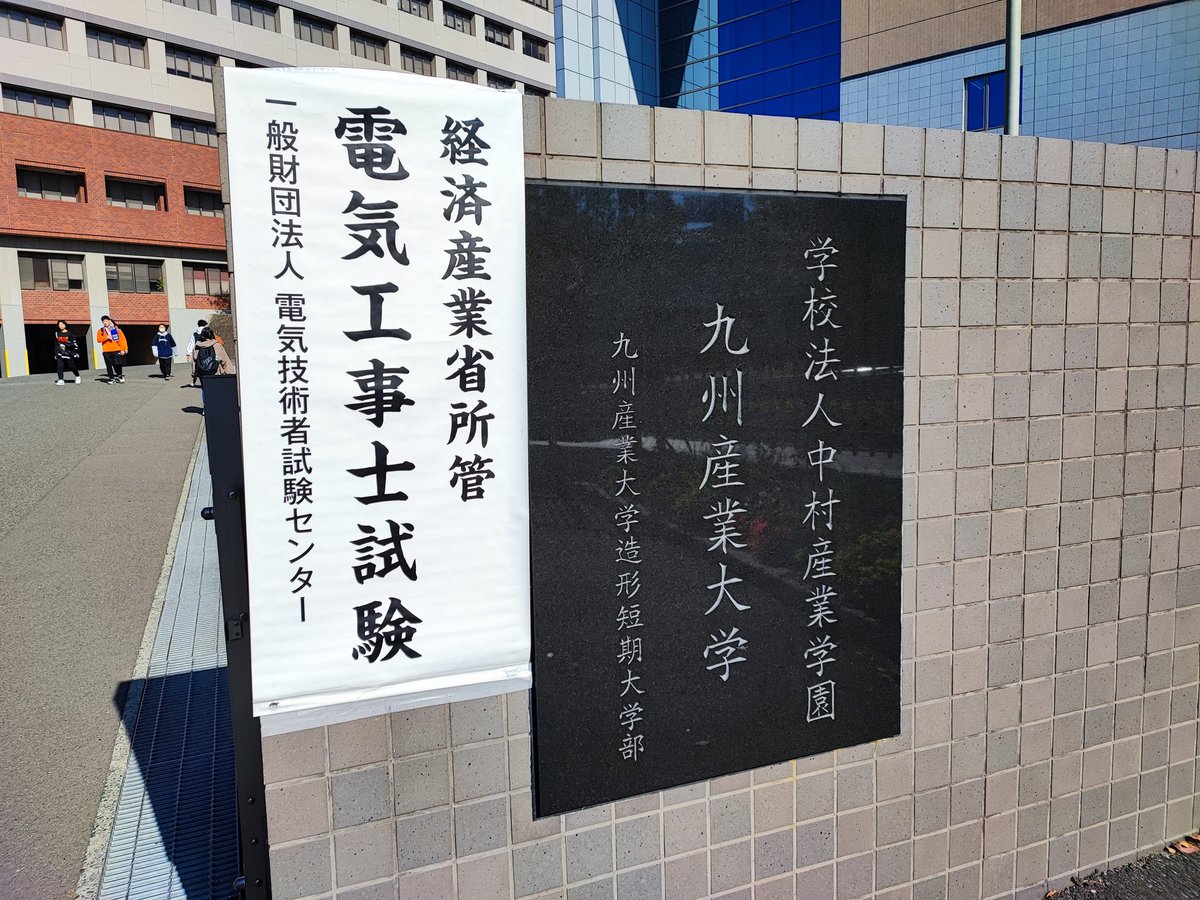 経済産業省所管
電気工事士試験
一般財団法人 電気技術者試験センター
学校法人中村産業学園
九州産業大学
九州産業大学造形短期大学部